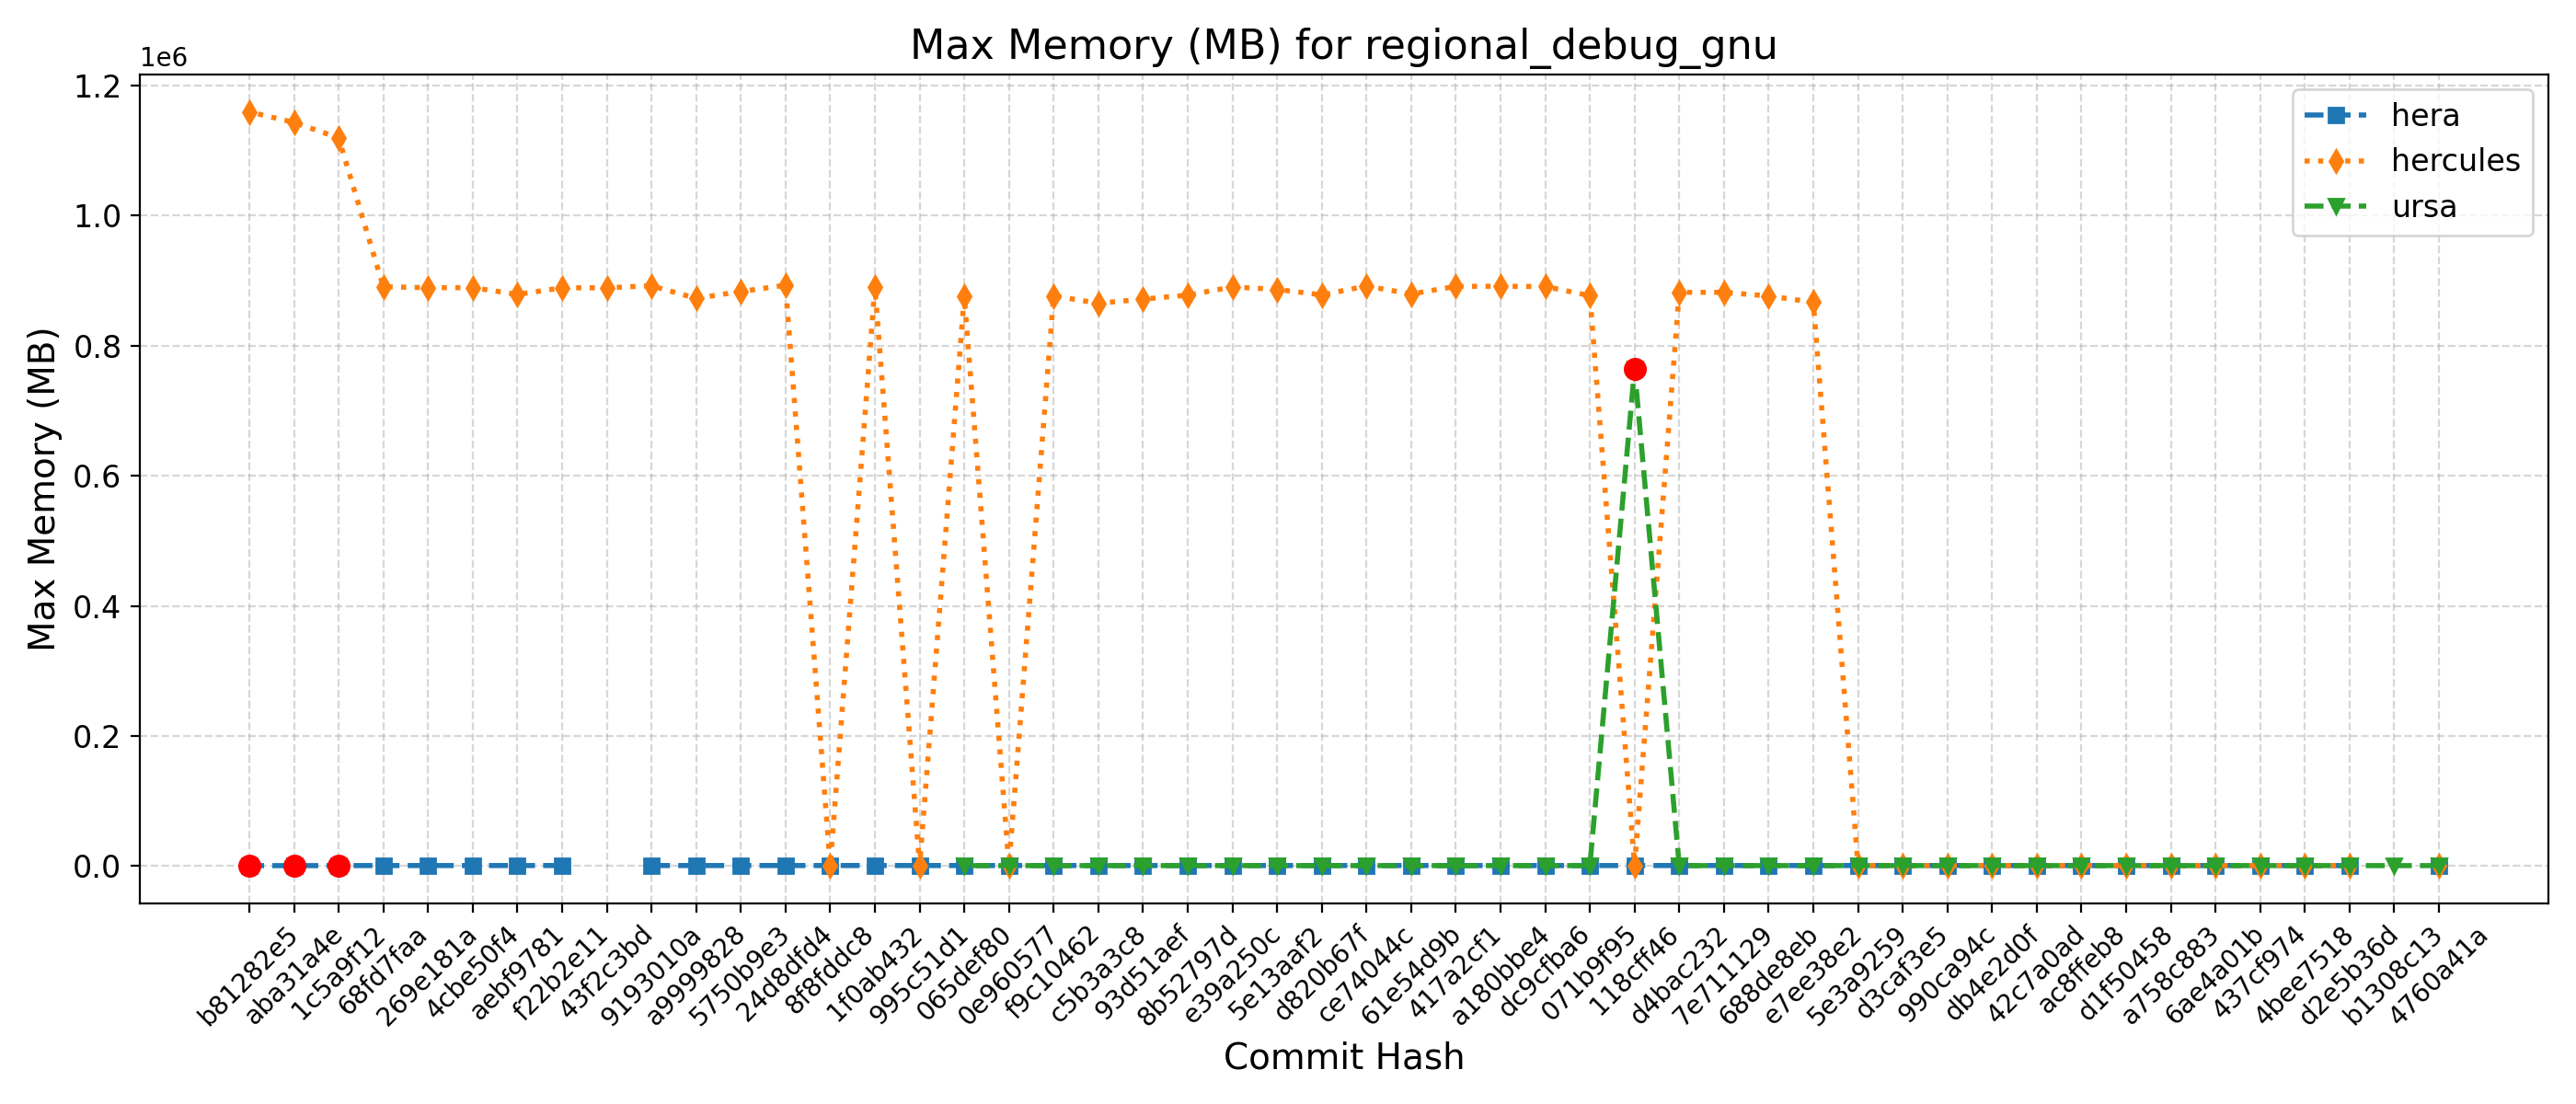 Max Memory (MB) for regional_debug_gnu
1e6
1.2
1.0
0.8
0.6
0.4
0.2
0.0
Max Memory (MB)
hera
hercules
ursa
b81282e5
aba31a4e
1c5a9f12
68fd7faa
269e181a
4cbe50f4
aebf9781
f22b2e11
43f2c3bd
9193010a
a9999828
5750b9e3
24d8dfd4
8f8fddc8
1f0ab432
995c51d1
065def80
0e960577
f9c10462
c5b3a3c8
93d51aef
8b52797d
e39a250c
5e13aaf2
d820b67f
ce74044c
61e54d9b
417a2cf1
a180bbe4
dc9cfba6
071b9f95
118cff46
d4bac232
7e711129
688de8eb
e7ee38e2
5e3a9259
d3caf3e5
990ca94c
db4e2d0f
42c7a0ad
ac8ffeb8
d1f50458
a758c883
6ae4a01b
437cf974
4bee7518
d2e5b36d
b1308c13
4760a41a
Commit Hash